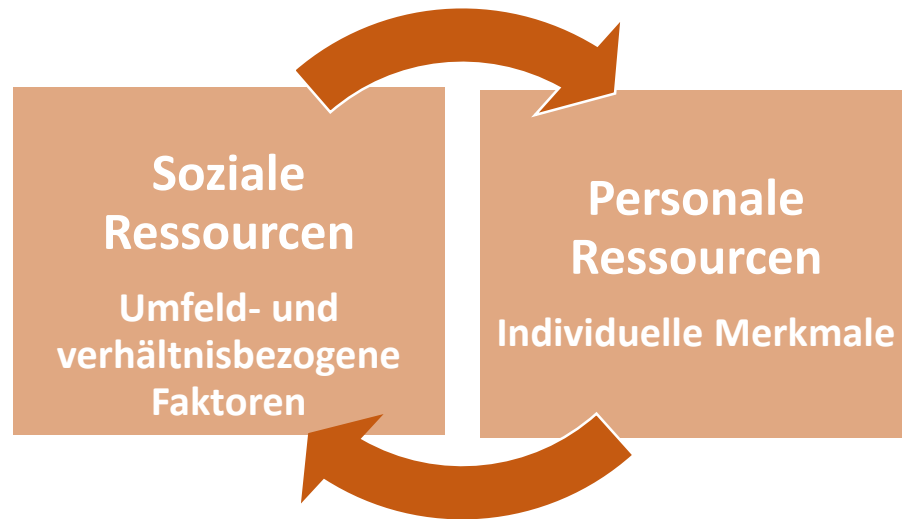 Soziale
Ressourcen
Umfeld- und
verhältnisbezogene
Faktoren
Personale
Ressourcen
Individuelle Merkmale